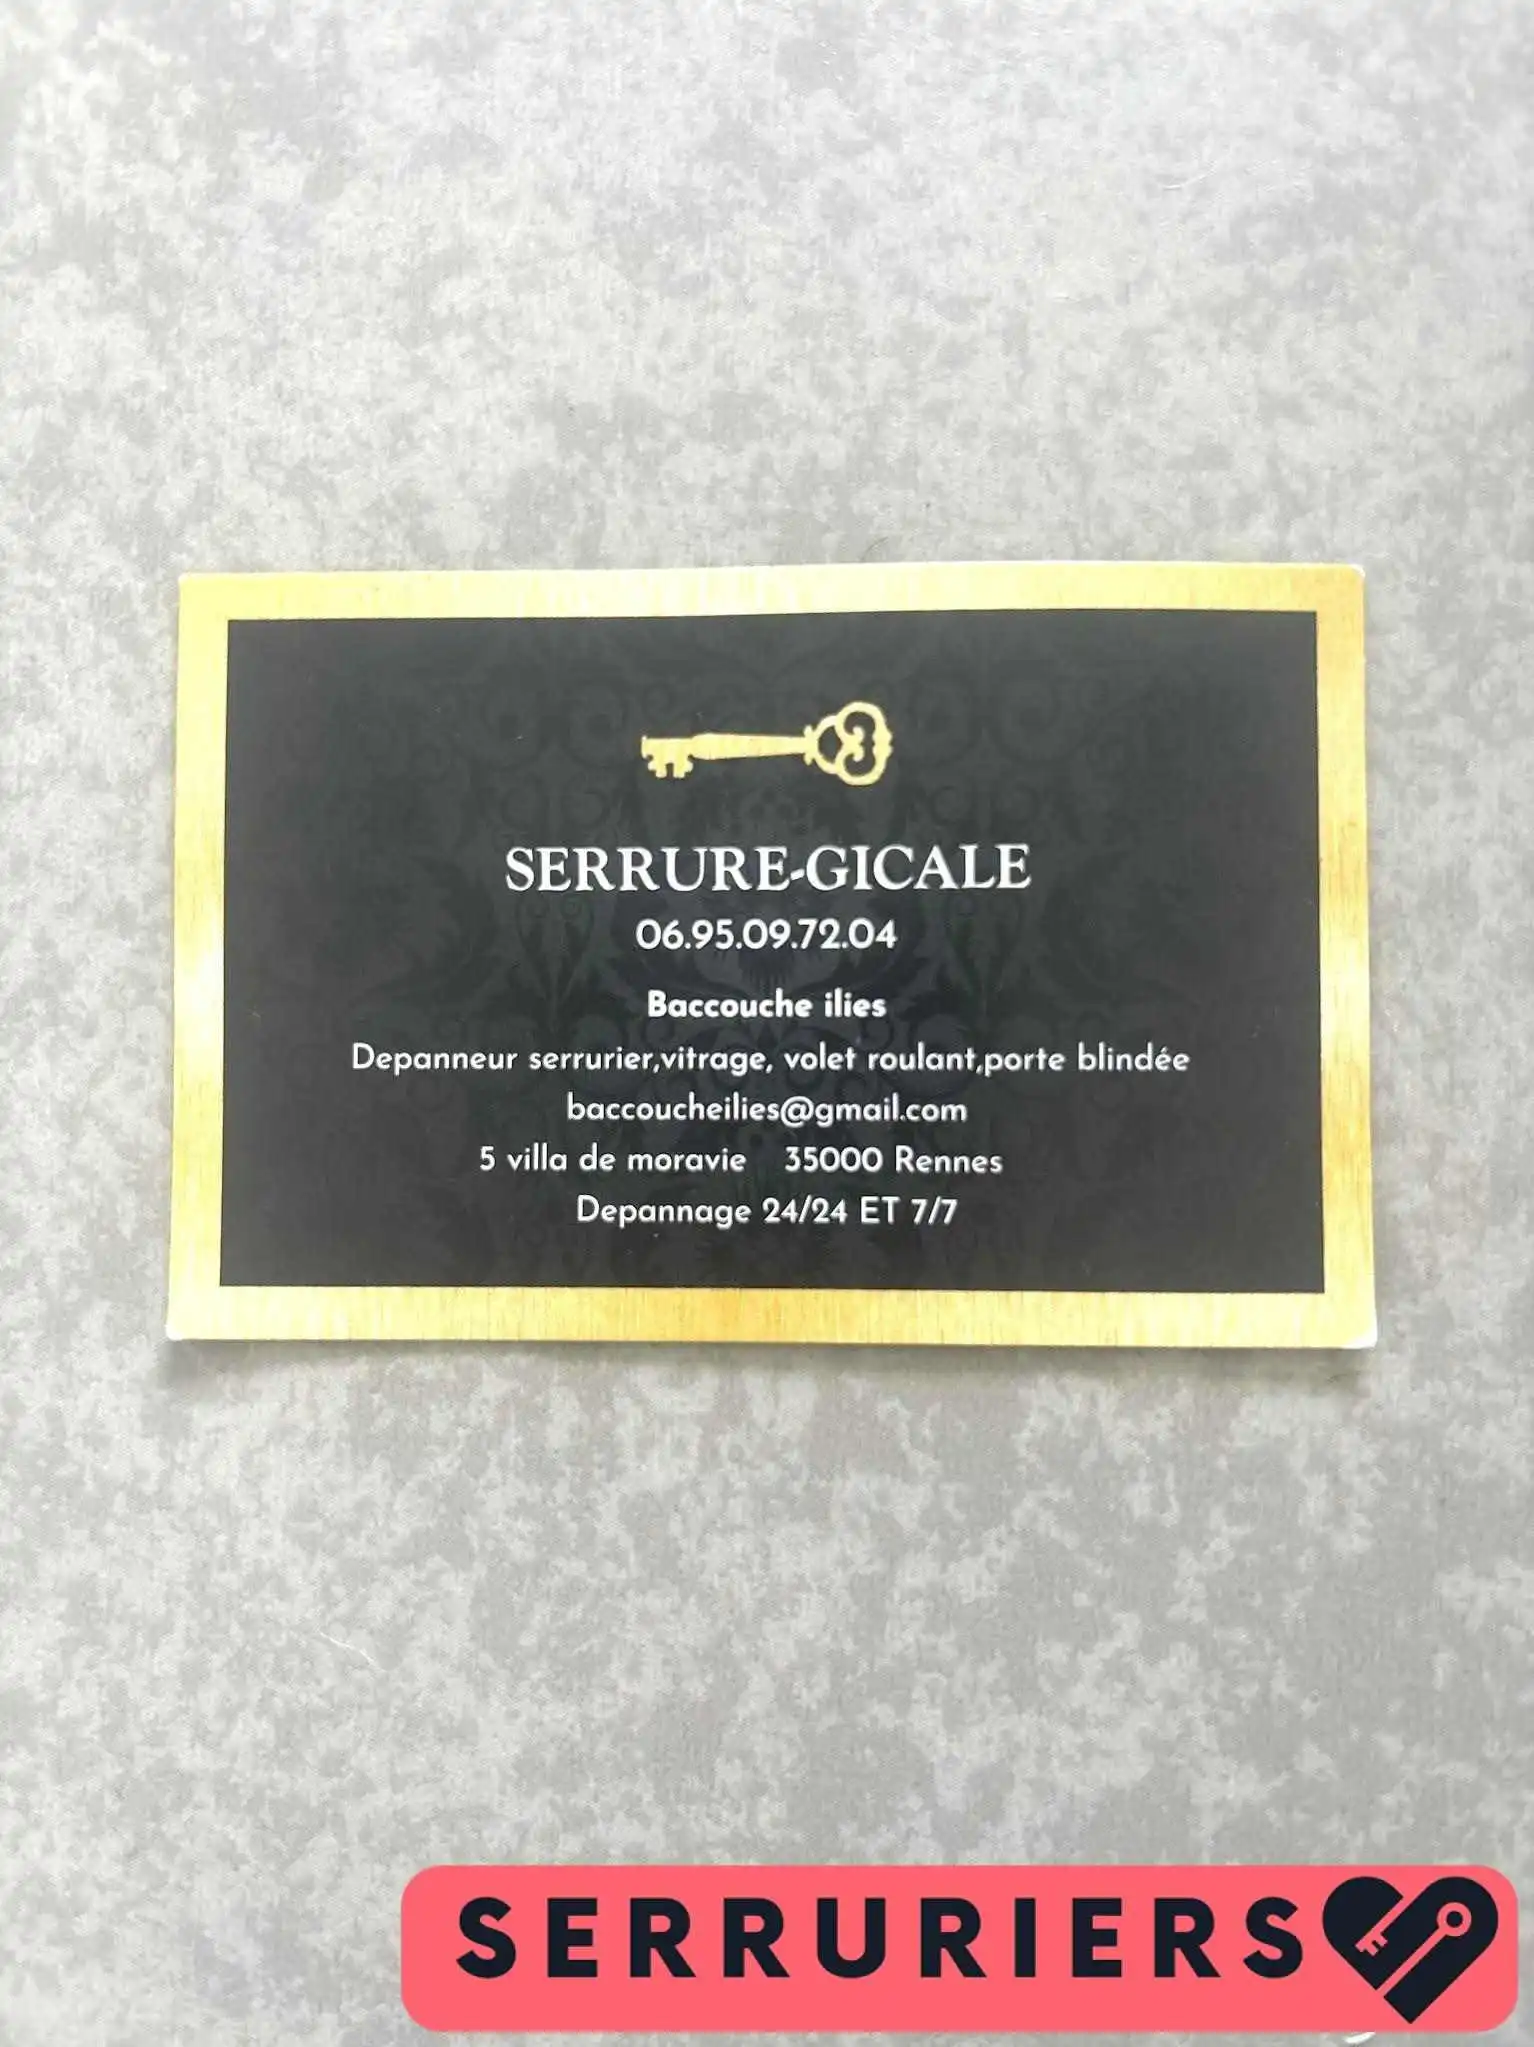 SERRURE-GICALE
06.95.09.72.04
Baccouche ilies
Depanneur serrurier,vitrage, volet roulant,porte blindée
baccoucheilies@gmail.com
5 villa de moravie 35000 Rennes
Depannage 24/24 ET 7/7
SERRURIERS